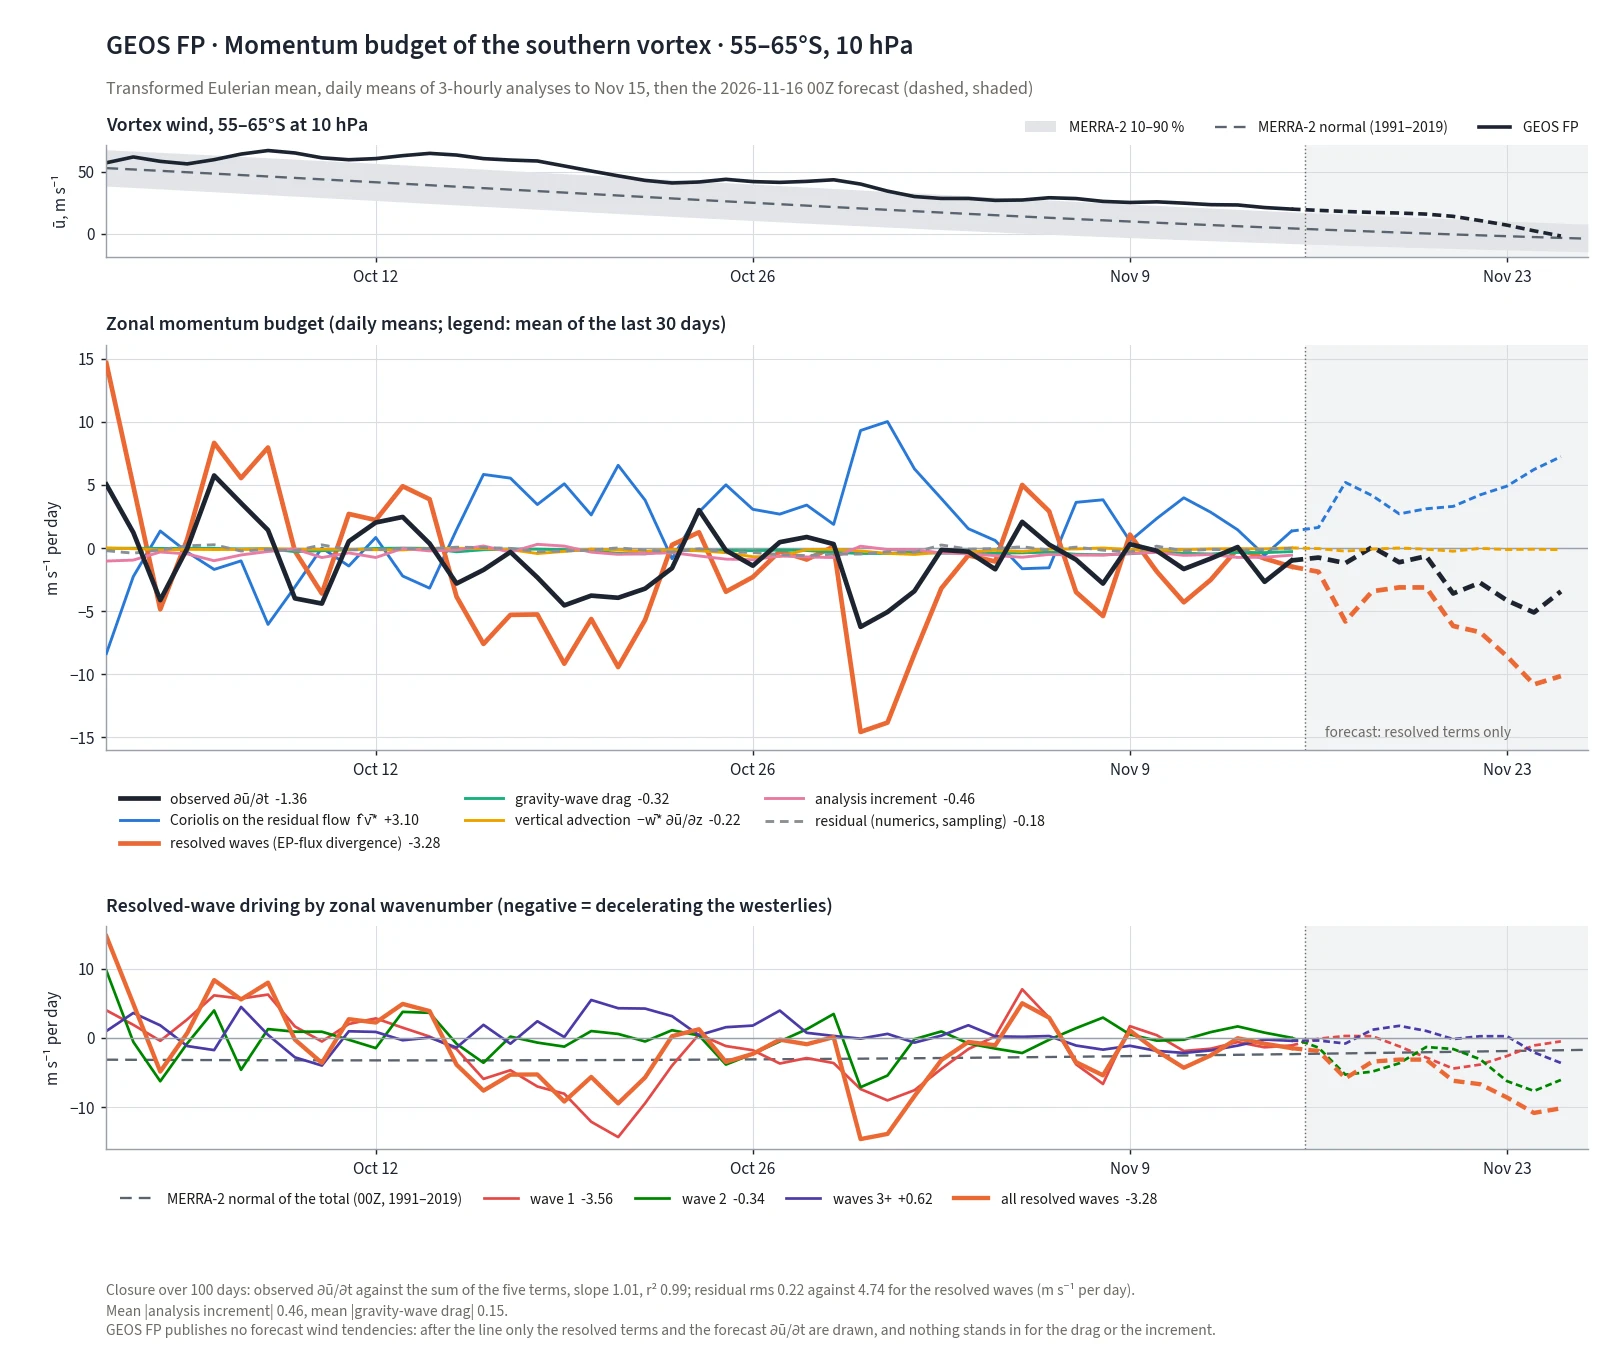 GEOS FP · Momentum budget of the southern vortex · 55–65°S, 10 hPa
Transformed Eulerian mean, daily means of 3-hourly analyses to Nov 15, then the 2026-11-16 00Z forecast (dashed, shaded)
Vortex wind, 55–65°S at 10 hPa
MERRA-2 10–90 %
MERRA-2 normal (1991–2019)
GEOS FP
ū, m s⁻¹
50
0
Oct 12
Oct 26
Nov 9
Nov 23
Zonal momentum budget (daily means; legend: mean of the last 30 days)
m s⁻¹ per day
15
10
5
0
−5
−10
−15
forecast: resolved terms only
Oct 12
Oct 26
Nov 9
Nov 23
observed ∂ū/∂t -1.36
gravity-wave drag -0.32
analysis increment -0.46
Coriolis on the residual flow f̂ v̄* +3.10
vertical advection −w̄* ∂ū/∂z -0.22
residual (numerics, sampling) -0.18
resolved waves (EP-flux divergence) -3.28
Resolved-wave driving by zonal wavenumber (negative = decelerating the westerlies)
m s⁻¹ per day
10
0
−10
Oct 12
Oct 26
Nov 9
Nov 23
MERRA-2 normal of the total (00Z, 1991–2019)
wave 1 -3.56
wave 2 -0.34
waves 3+ +0.62
all resolved waves -3.28
Closure over 100 days: observed ∂ū/∂t against the sum of the five terms, slope 1.01, r² 0.99; residual rms 0.22 against 4.74 for the resolved waves (m s⁻¹ per day).
Mean |analysis increment| 0.46, mean |gravity-wave drag| 0.15.
GEOS FP publishes no forecast wind tendencies: after the line only the resolved terms and the forecast ∂ū/∂t are drawn, and nothing stands in for the drag or the increment.